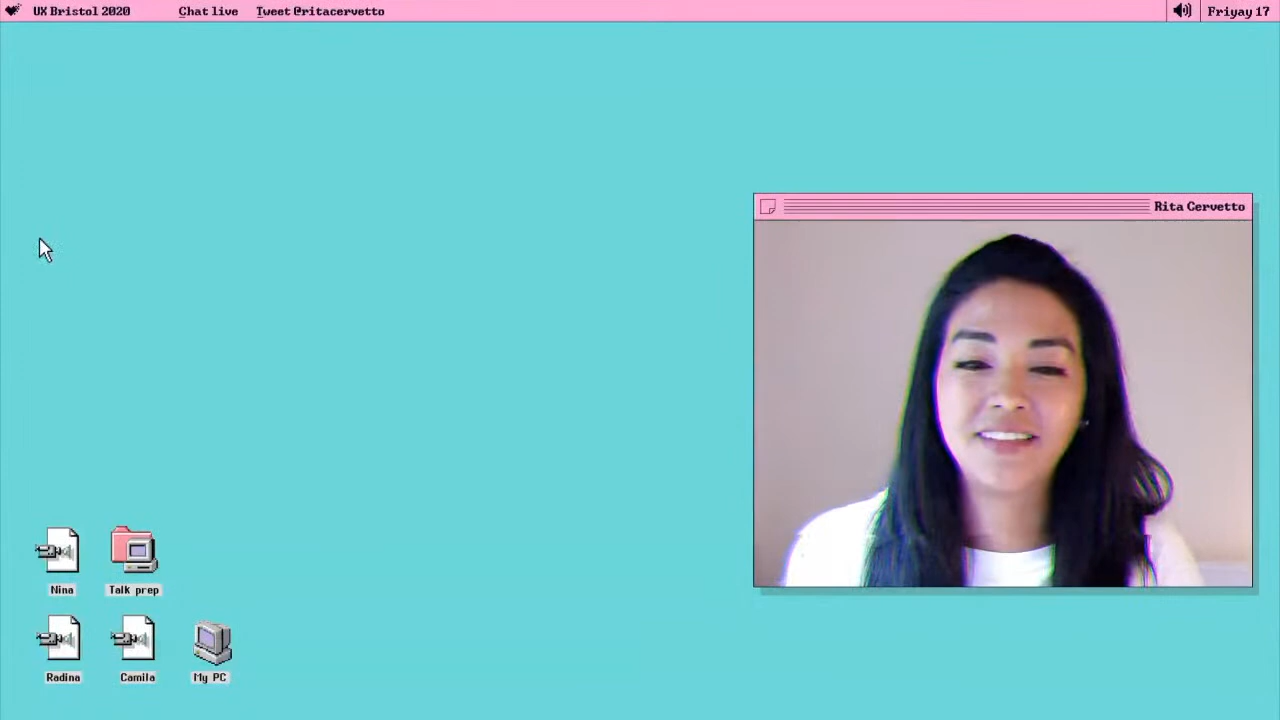 UX Bristol 2020 Chat live Tweet @ritacervetto Friyay 17
Rita Cervetto
Nina Talk prep
Radina Camila My PC